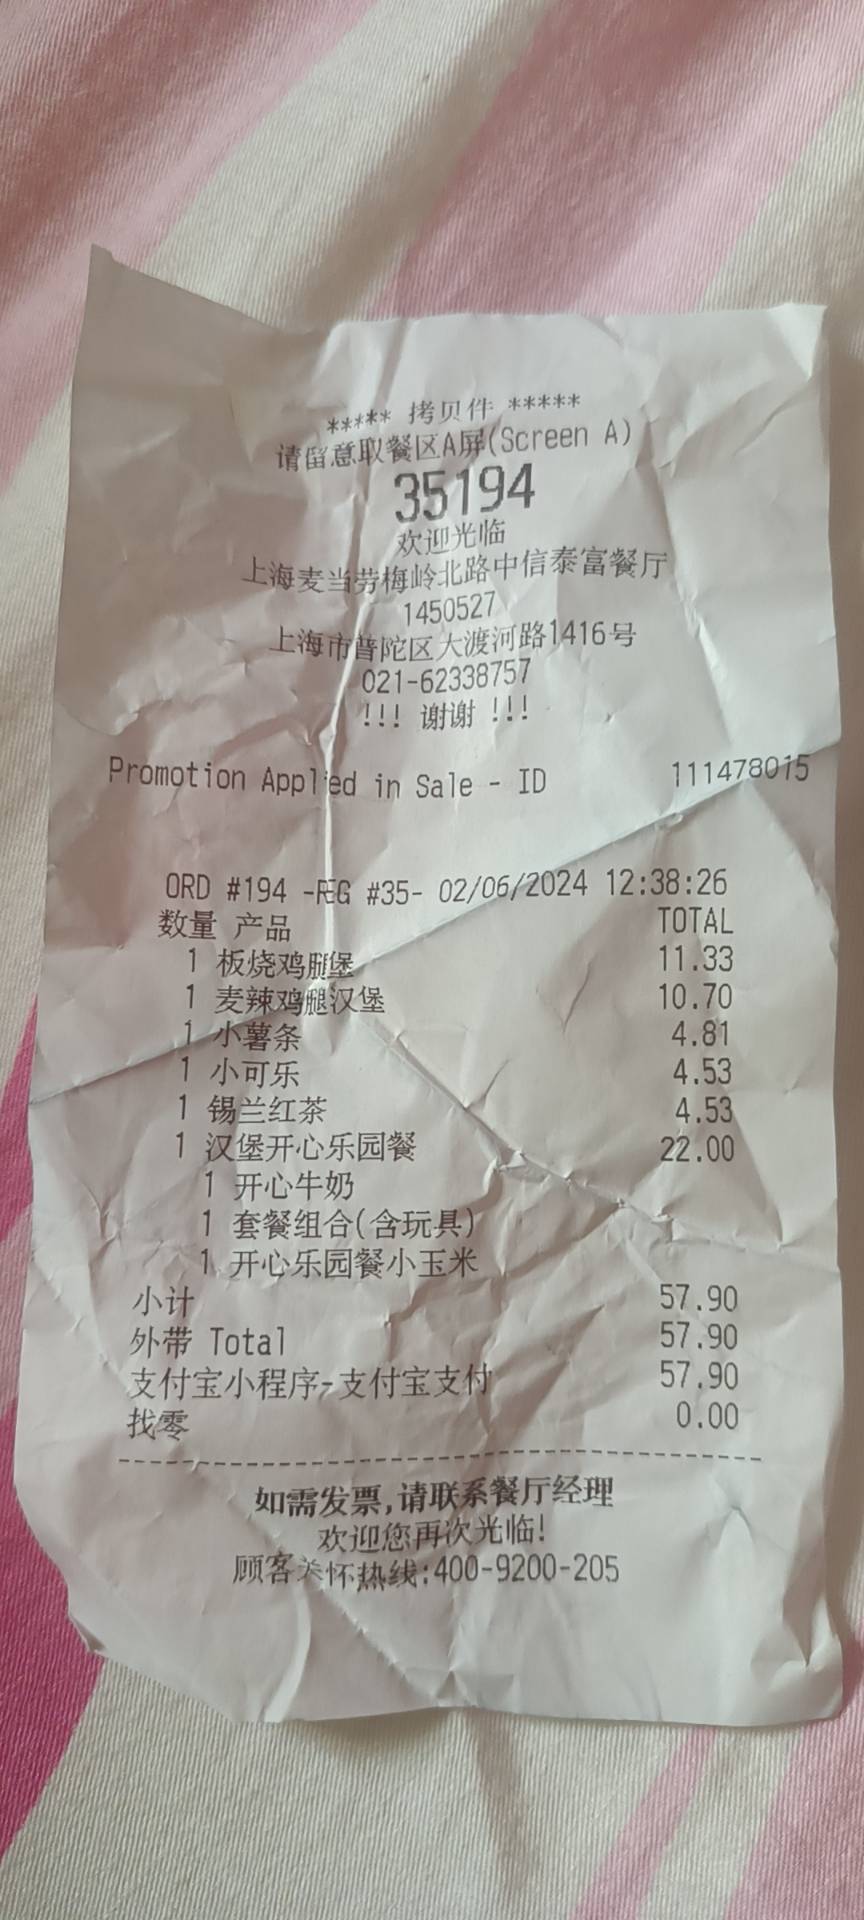 ***** 拷贝件 *****
请留意取餐区A屏(Screen A)
35194
欢迎光临
上海麦当劳梅岭北路中信泰富餐厅
1450527
上海市普陀区大渡河路1416号
021-62338757
!!! 谢谢 !!!
Promotion Applied in Sale - ID 111478015
ORD #194 -REG #35- 02/06/2024 12:38:26
数量 产品 TOTAL
1 板烧鸡腿堡 11.33
1 麦辣鸡腿汉堡 10.70
1 小薯条 4.81
1 小可乐 4.53
1 锡兰红茶 4.53
1 汉堡开心乐园餐 22.00
1 开心牛奶
1 套餐组合(含玩具)
1 开心乐园餐小玉米
小计 57.90
外带 Total 57.90
支付宝小程序-支付宝支付 57.90
找零 0.00
如需发票,请联系餐厅经理
欢迎您再次光临!
顾客关怀热线:400-9200-205